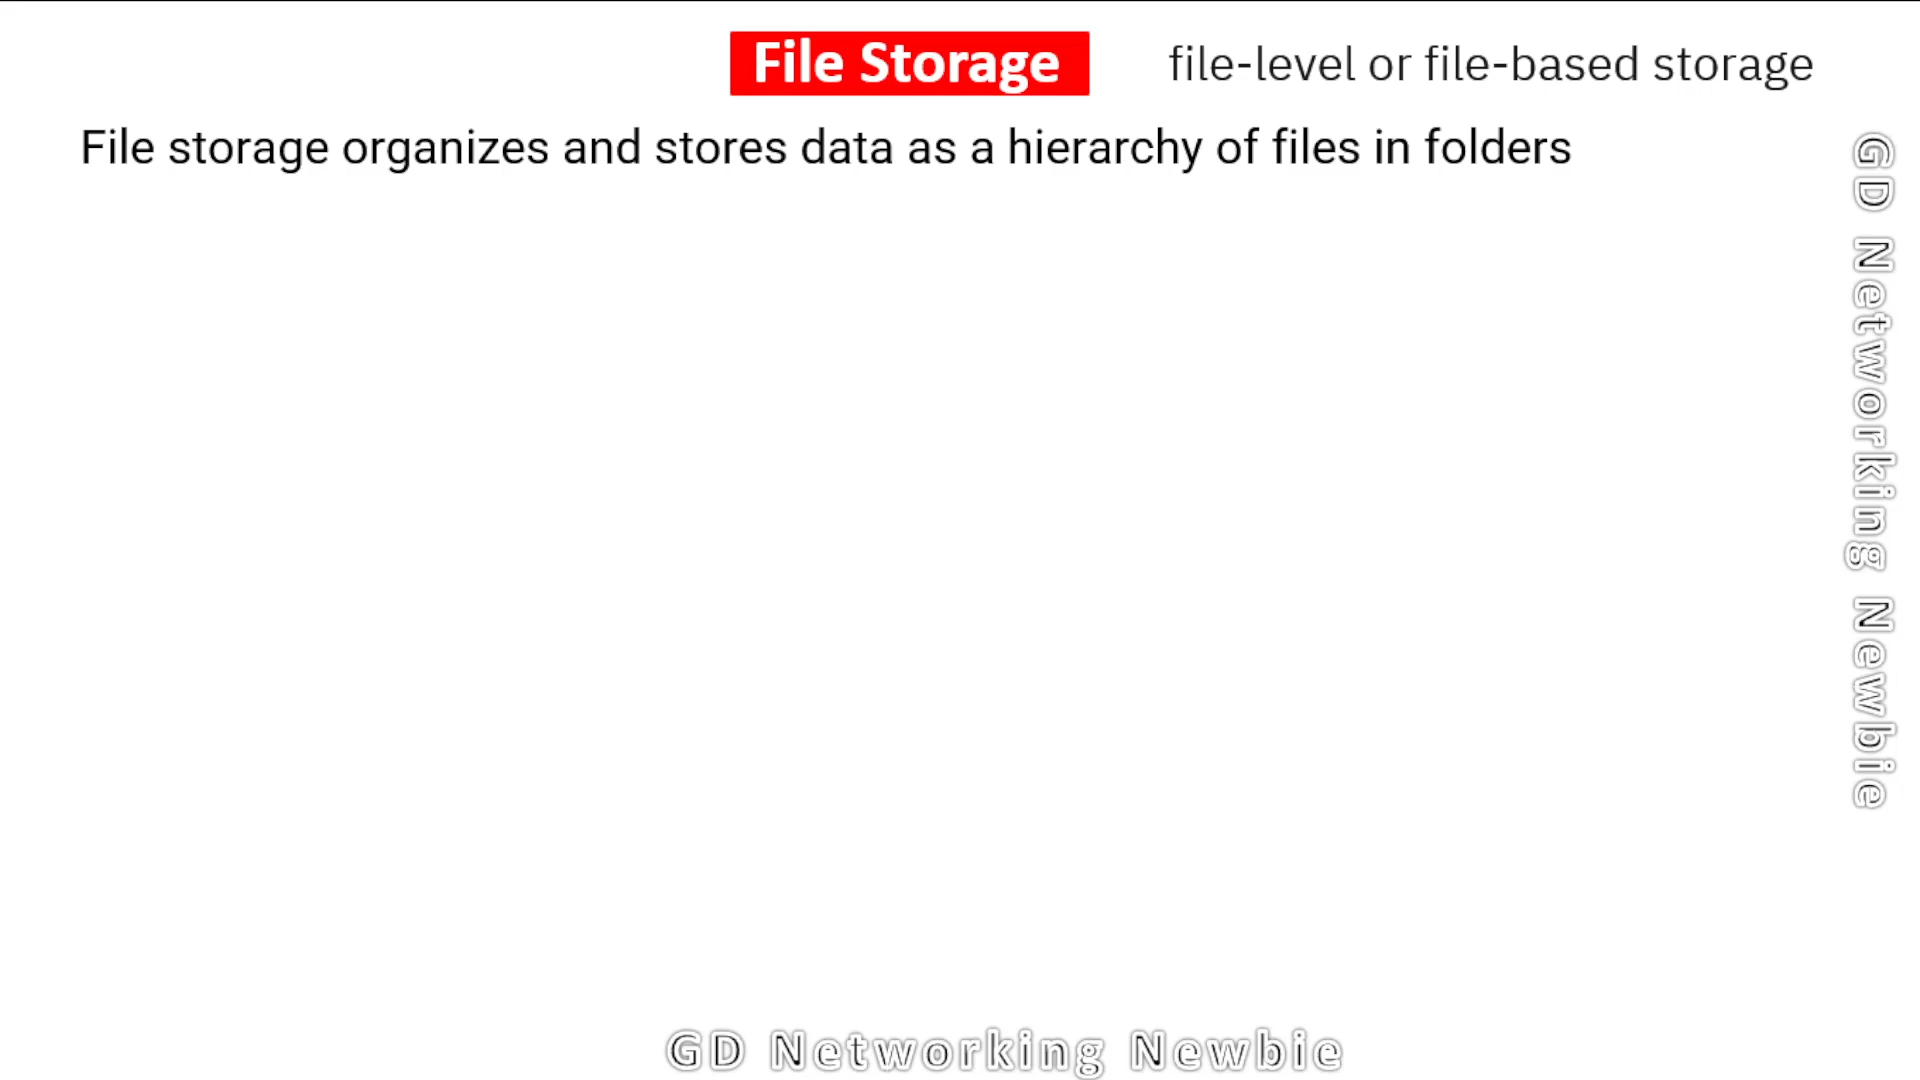 File Storage
file-level or file-based storage
File storage organizes and stores data as a hierarchy of files in folders
GD Networking Newbie
GD Networking Newbie